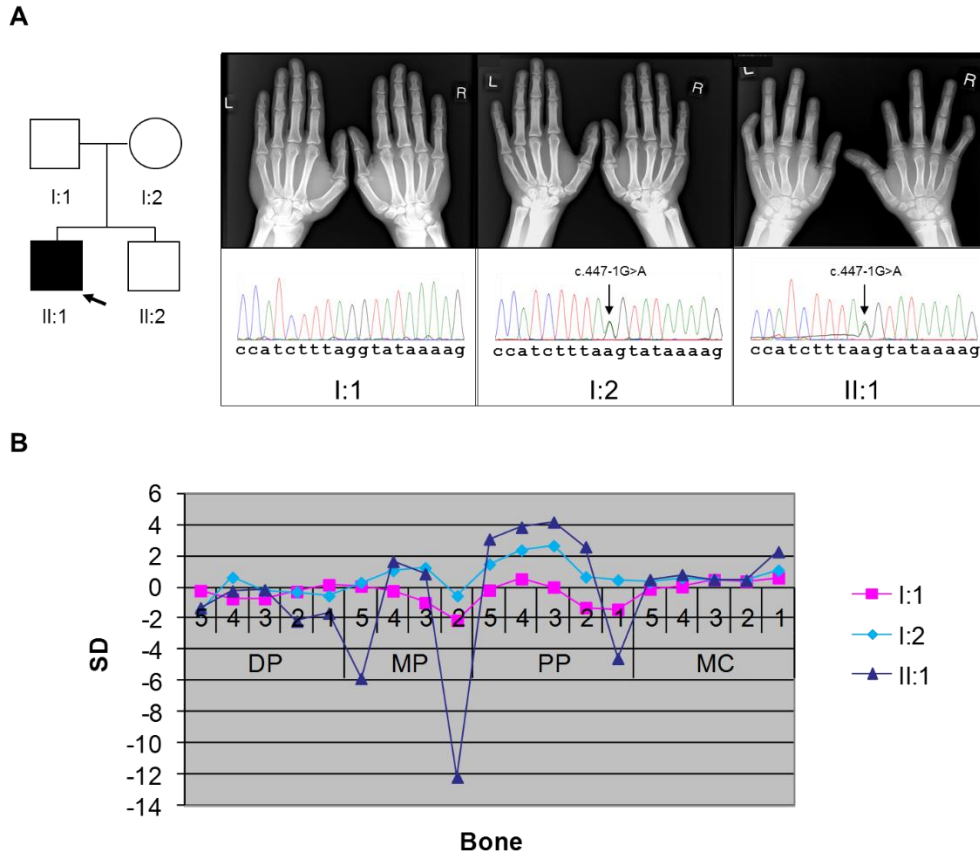 A
L R L R L R
I:1 I:2
II:1 II:2
c.447-1G>A c.447-1G>A
ccatctttaggtataaaag ccatctttaagtataaaag ccatctttaagtataaaag
I:1 I:2 II:1
B
6
4
2
0
-2
-4
-6
-8
-10
-12
-14
SD
5 4 3 2 1 5 4 3 2 5 4 3 2 1 5 4 3 2 1
DP MP PP MC
Bone
I:1
I:2
II:1